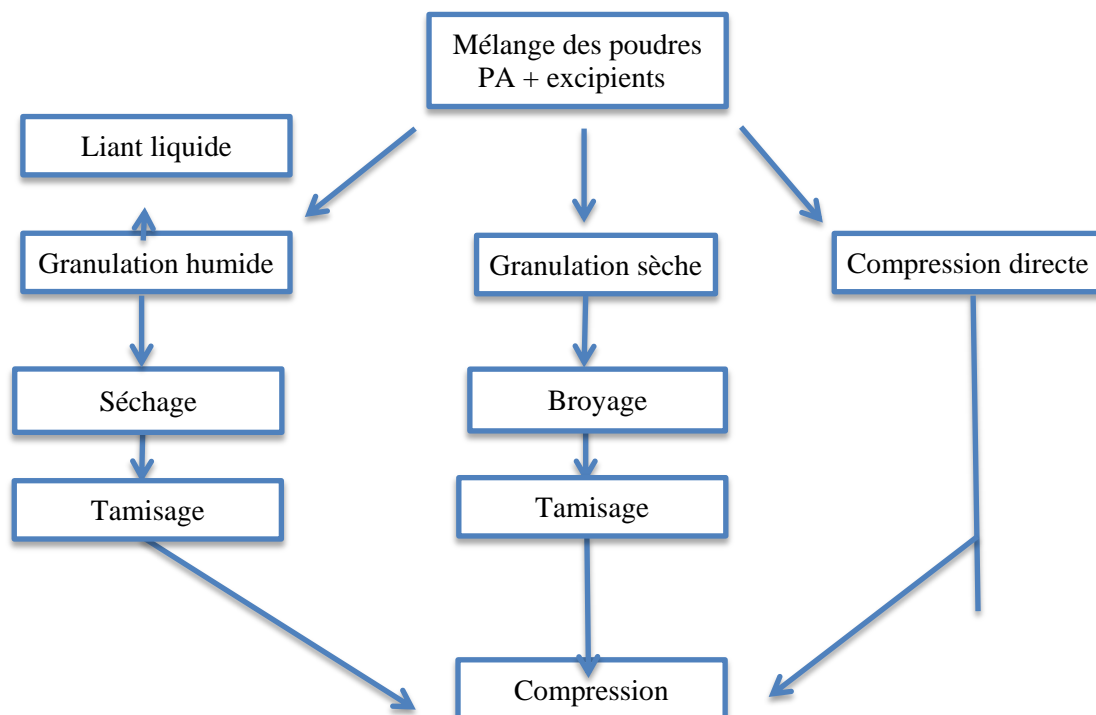 Mélange des poudres
PA + excipients
Liant liquide
Granulation humide
Granulation sèche
Compression directe
Séchage
Broyage
Tamisage
Tamisage
Compression